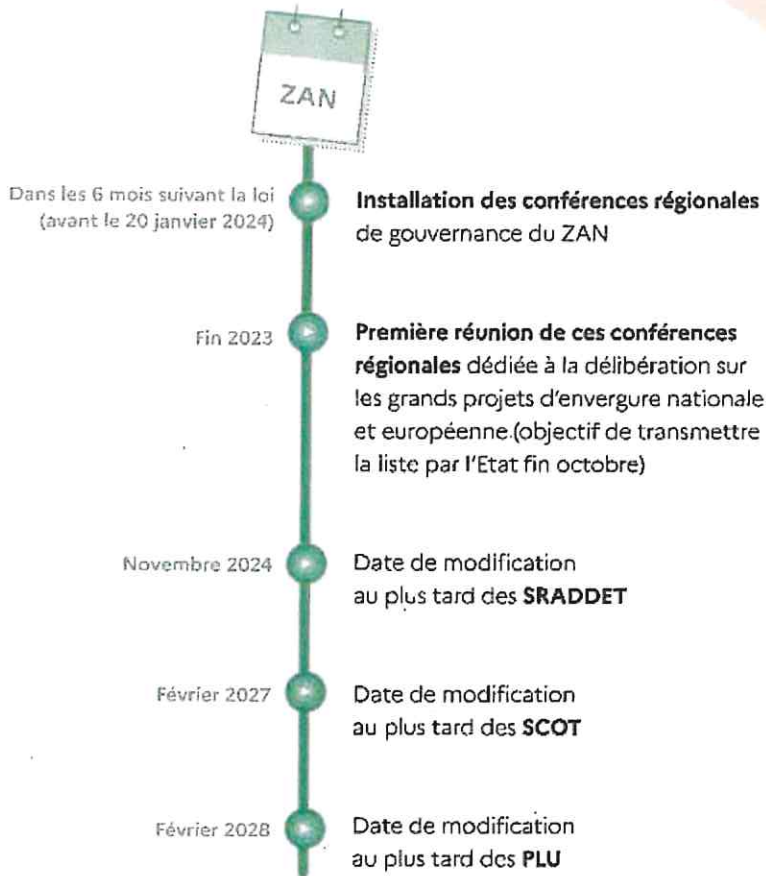 ZAN
Dans les 6 mois suivant la loi
(avant le 20 janvier 2024)
Installation des conférences régionales
de gouvernance du ZAN
Fin 2023
Première réunion de ces conférences
régionales dédiée à la délibération sur
les grands projets d'envergure nationale
et européenne.(objectif de transmettre
la liste par l'Etat fin octobre)
Novembre 2024
Date de modification
au plus tard des SRADDET
Février 2027
Date de modification
au plus tard des SCOT
Février 2028
Date de modification
au plus tard des PLU